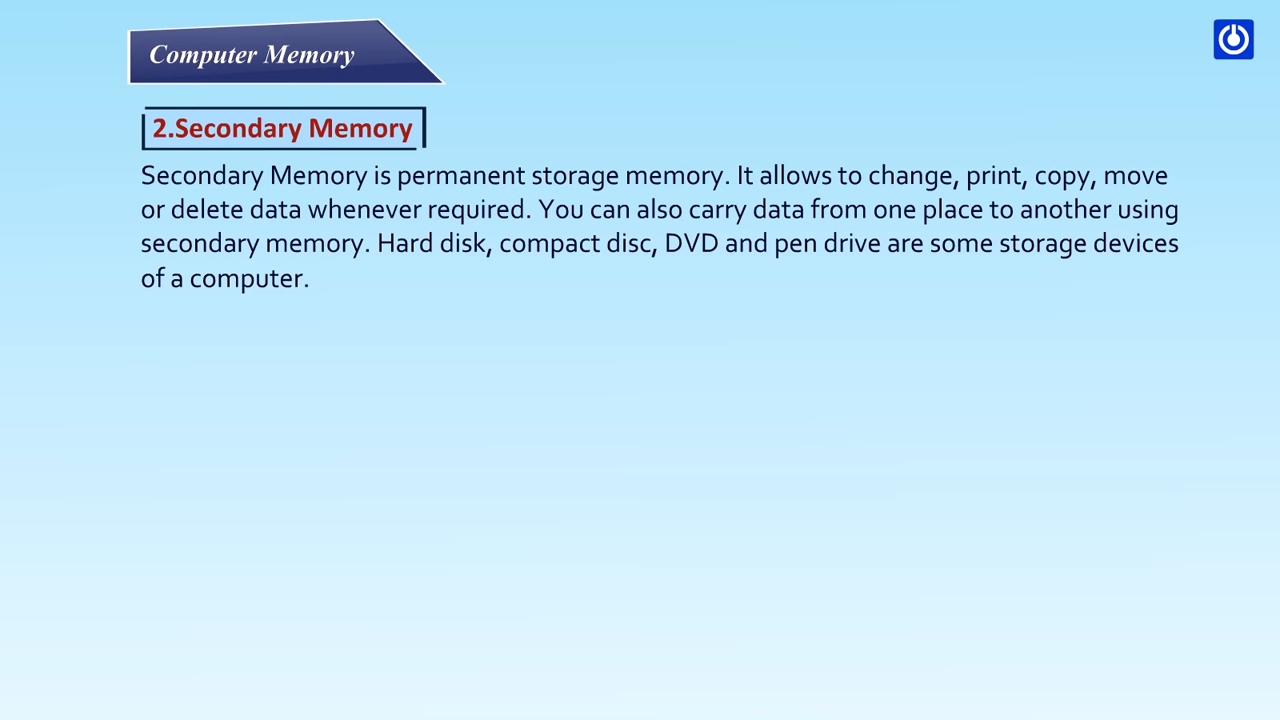 Computer Memory
2.Secondary Memory
Secondary Memory is permanent storage memory. It allows to change, print, copy, move
or delete data whenever required. You can also carry data from one place to another using
secondary memory. Hard disk, compact disc, DVD and pen drive are some storage devices
of a computer.